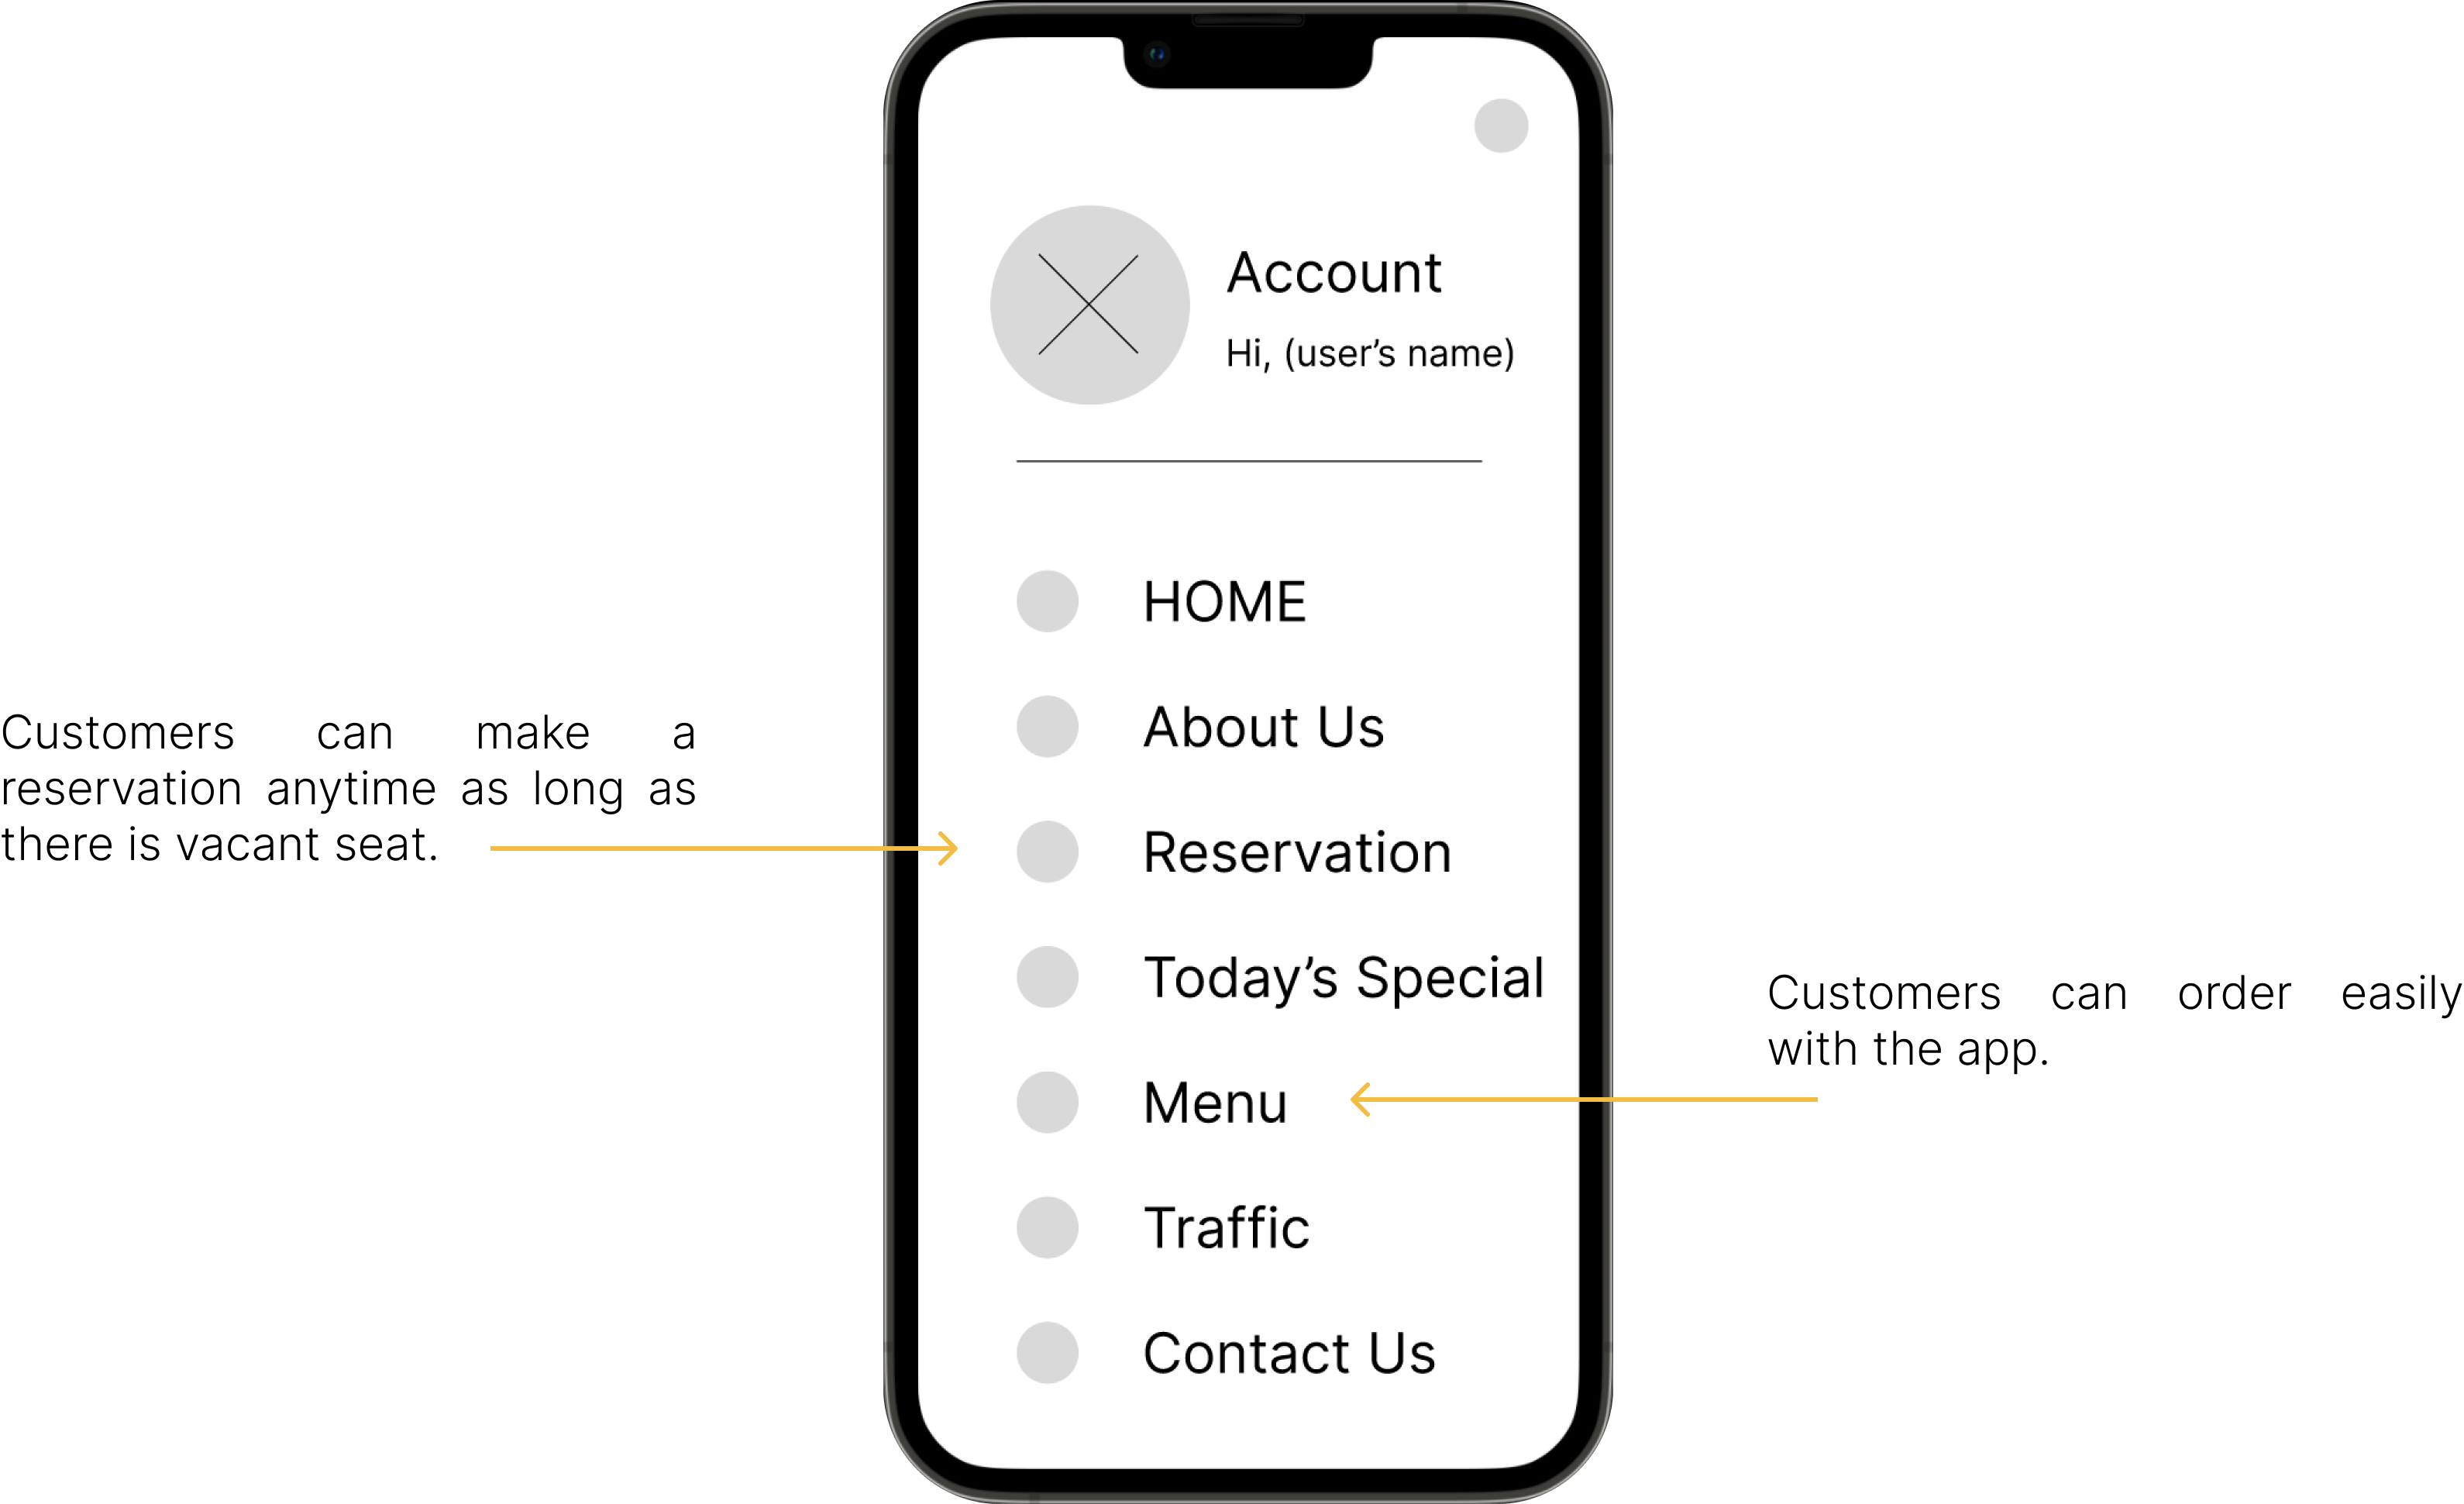 Account
Hi, (user’s name)
HOME
About Us
Reservation
Today’s Special
Menu
Traffic
Contact Us
Customers can make a
reservation anytime as long as
there is vacant seat.
Customers can order easily
with the app.